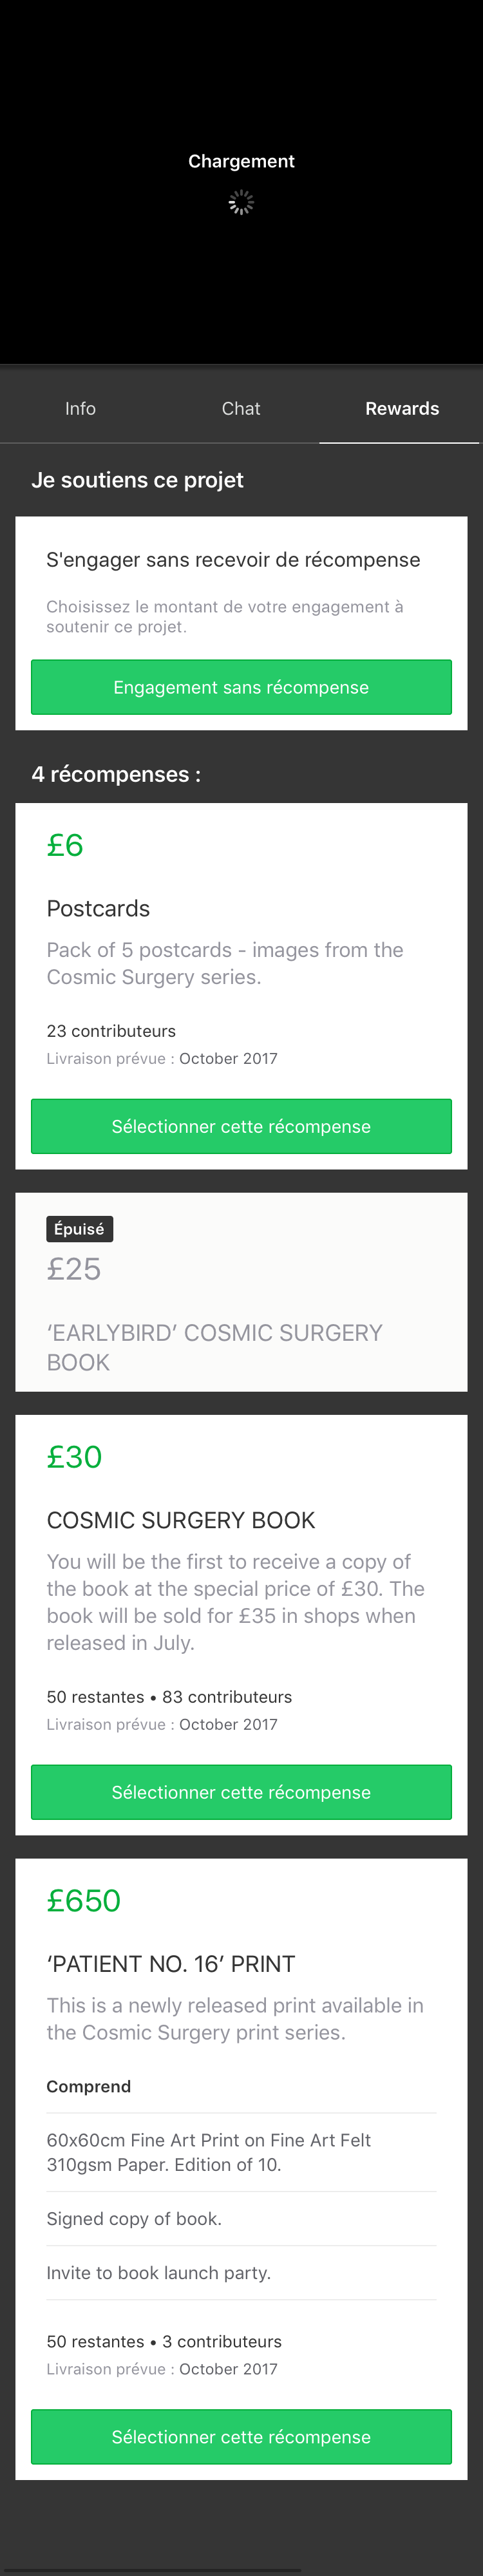 Chargement
Info
Chat
Rewards
Je soutiens ce projet
S'engager sans recevoir de récompense
Choisissez le montant de votre engagement à
soutenir ce projet.
Engagement sans récompense
4 récompenses :
£6
Postcards
Pack of 5 postcards - images from the
Cosmic Surgery series.
23 contributeurs
Livraison prévue : October 2017
Sélectionner cette récompense
Épuisé
£25
‘EARLYBIRD’ COSMIC SURGERY
BOOK
£30
COSMIC SURGERY BOOK
You will be the first to receive a copy of
the book at the special price of £30. The
book will be sold for £35 in shops when
released in July.
50 restantes • 83 contributeurs
Livraison prévue : October 2017
Sélectionner cette récompense
£650
‘PATIENT NO. 16’ PRINT
This is a newly released print available in
the Cosmic Surgery print series.
Comprend
60x60cm Fine Art Print on Fine Art Felt
310gsm Paper. Edition of 10.
Signed copy of book.
Invite to book launch party.
50 restantes • 3 contributeurs
Livraison prévue : October 2017
Sélectionner cette récompense